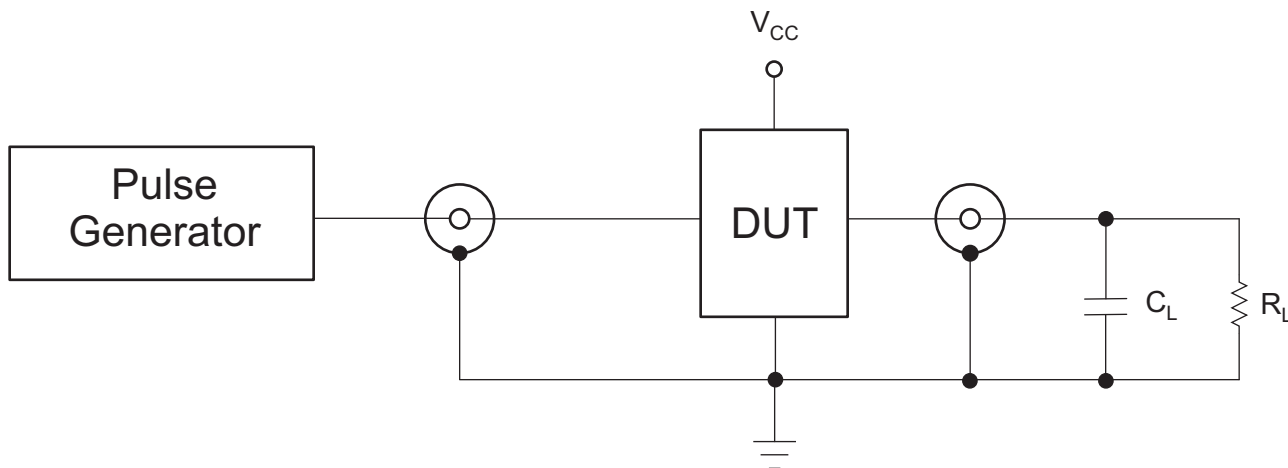 V_CC
Pulse
Generator
DUT
C_L
R_L